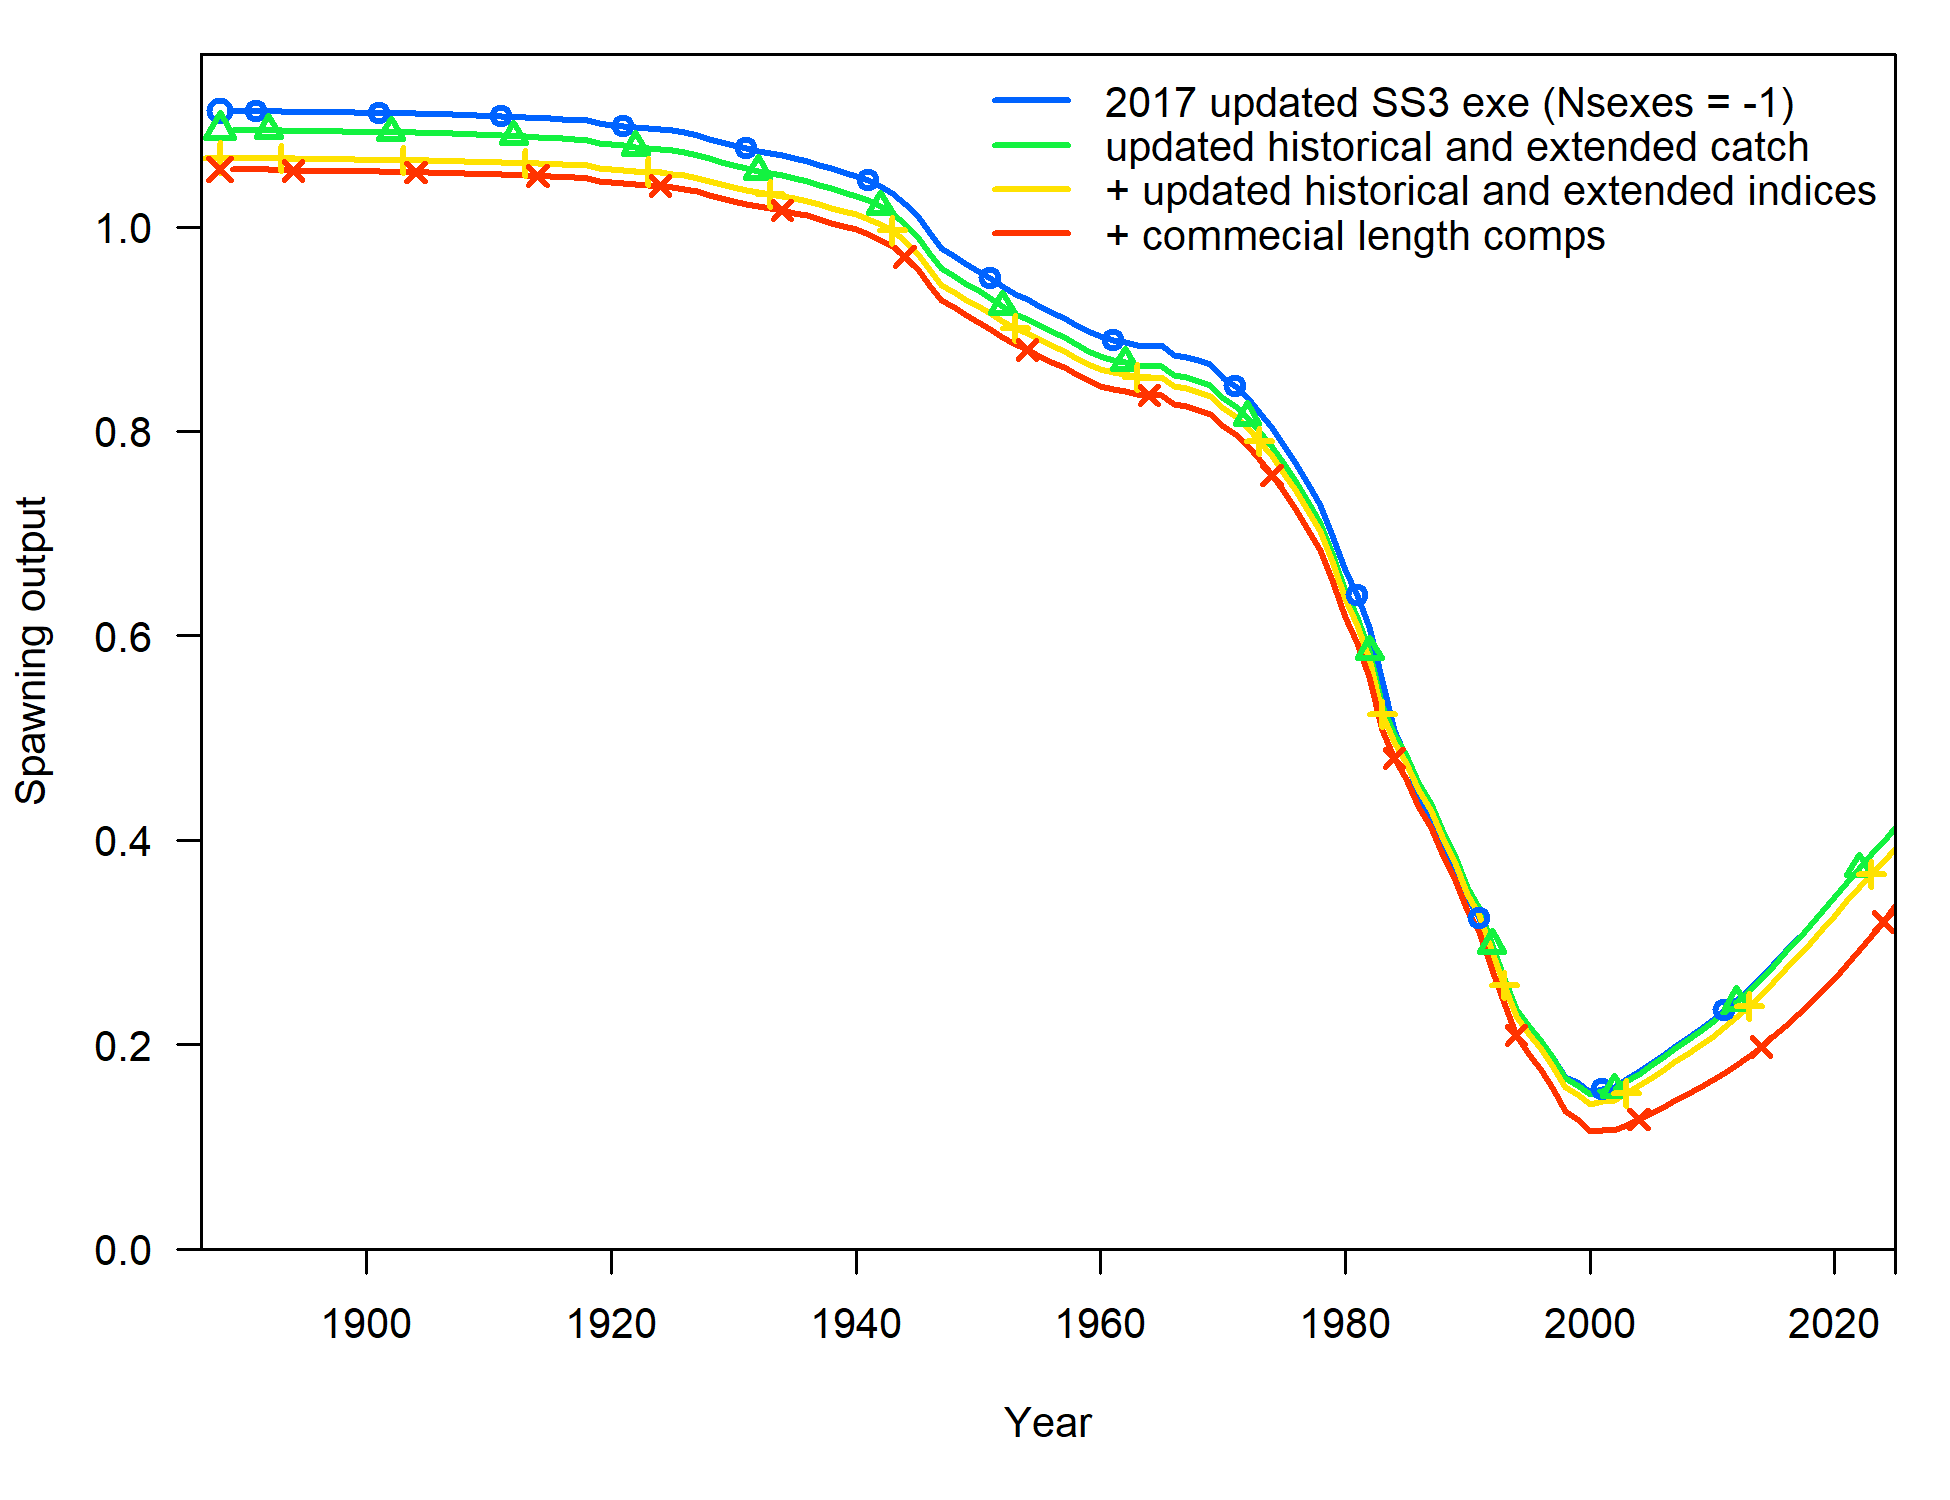 2017 updated SS3 exe (Nsexes = -1)
updated historical and extended catch
+ updated historical and extended indices
+ commecial length comps
Spawning output
1.0
0.8
0.6
0.4
0.2
0.0
1900 1920 1940 1960 1980 2000 2020
Year